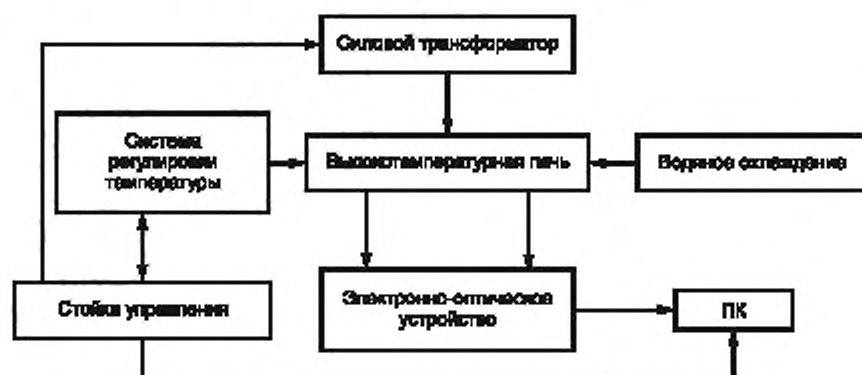 Силовой трансформатор
Система
регулировки
температуры
Высокотемпературная печь
Водяное охлаждение
Стойка управления
Электронно-оптическое
устройство
ПК